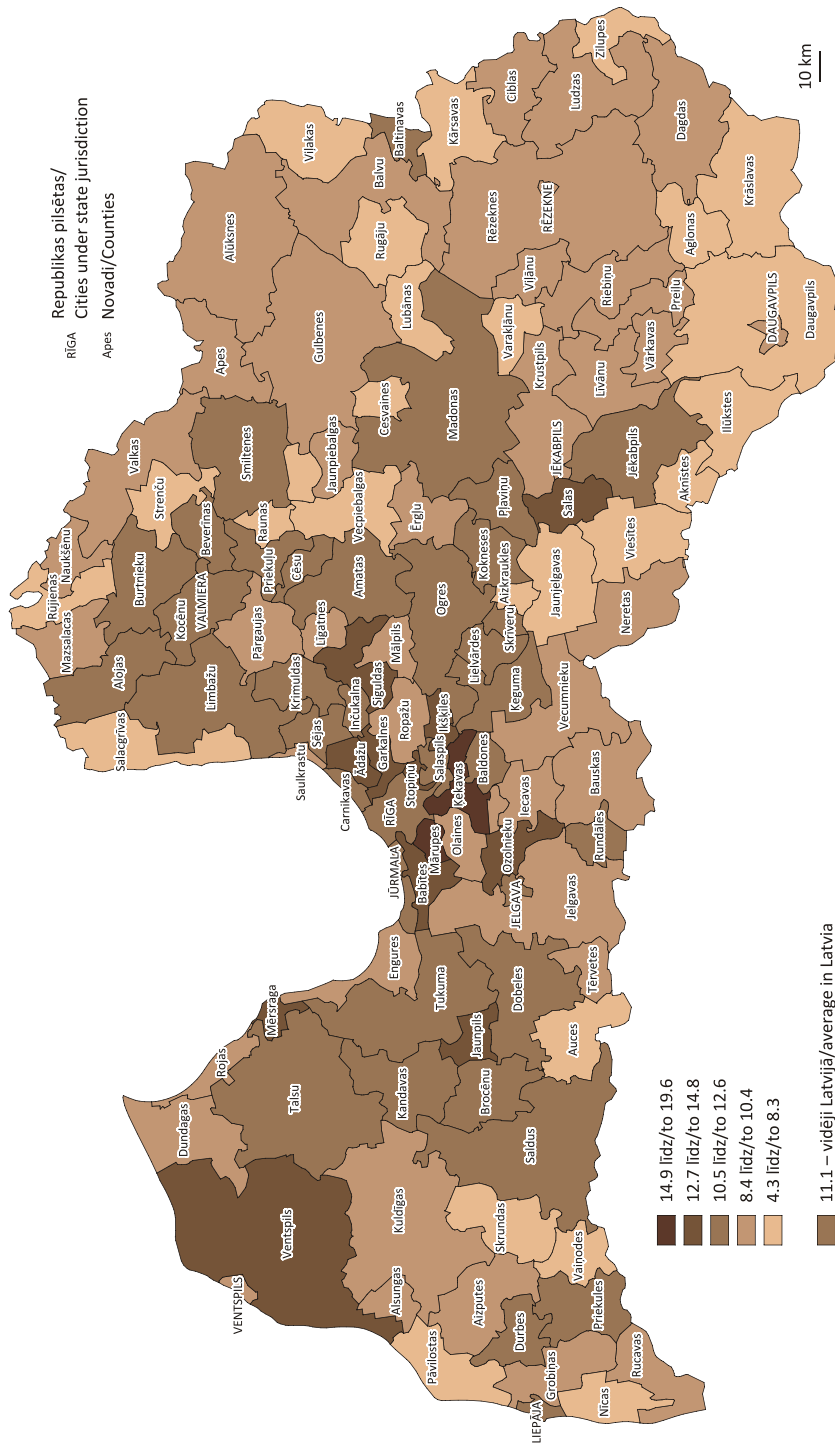 Republikas pilsētas/
RĪGA Cities under state jurisdiction
Apes Novadi/Counties
Rūjienas
Naukšēnu
Mazsalacas
Valkas
Strenču
Burtnieku
Alojas
Salacgrīvas
Limbažu
Kocēnu
VALMIERA
Beverīnas
Smiltenes
Apes
Alūksnes
Viļakas
Raunas
Priekuļu
Cēsu
Pārgaujas
Krimuldas
Līgatnes
Amatas
Jaunpiebalgas
Vecpiebalgas
Gulbenes
Cesvaines
Rugāju
Balvu
Baltinavas
Lubānas
Saulkrastu
Sējas
Inčukalna
Siguldas
Mālpils
Carnikavas
Ādažu
Garkalnes
Ropažu
Ērgļu
Madonas
Kārsavas
Ciblas
Ludzas
Zilupes
RĪGA
Stopiņu
Salaspils
Ikšķiles
Ogres
Lielvārdes
Ķeguma
Skrīveru
Aizkraukles
Kokneses
Pļaviņu
Krustpils
Varakļānu
Viļānu
Rēzeknes
RĒZEKNE
JŪRMALA
Babītes
Mārupes
Olaines
Ķekavas
Baldones
Jaunjelgavas
Salas
JĒKABPILS
Jēkabpils
Līvānu
Vārkavas
Riebiņu
Preiļu
Aglonas
Dagdas
Krāslavas
Viesītes
Neretas
Aknīstes
Ilūkstes
DAUGAVPILS
Daugavpils
Vecumnieku
Iecavas
Bauskas
Rundāles
Ozolnieku
JELGAVA
Jelgavas
Tērvetes
Dobeles
Auces
Engures
Tukuma
Jaunpils
Mērsraga
Rojas
Dundagas
Talsu
Kandavas
Brocēnu
Saldus
VENTSPILS
Ventspils
Kuldīgas
Alsungas
Skrundas
Aizputes
Pāvilostas
Durbes
Vaiņodes
Priekules
Grobiņas
LIEPĀJA
Nīcas
Rucavas
14.9 līdz/to 19.6
12.7 līdz/to 14.8
10.5 līdz/to 12.6
8.4 līdz/to 10.4
4.3 līdz/to 8.3
11.1 – vidēji Latvijā/average in Latvia
10 km